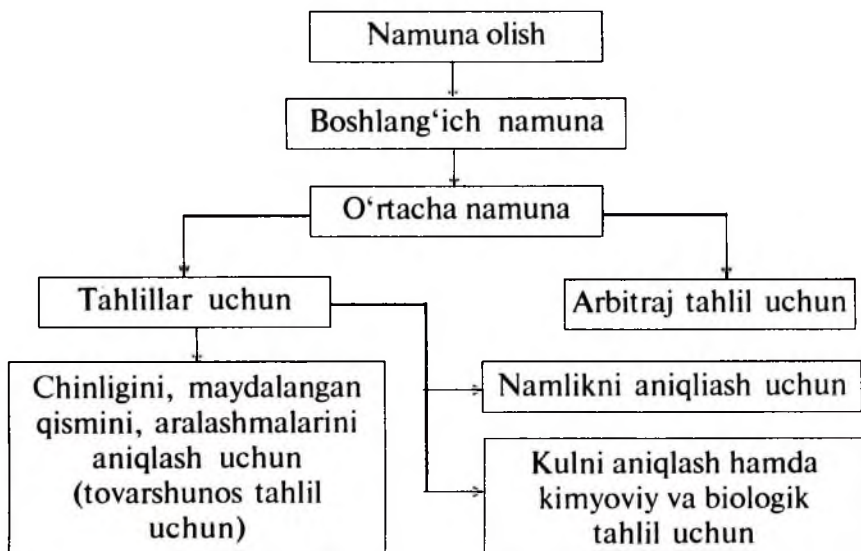 Namuna olish
Boshlang‘ich namuna
O‘rtacha namuna
Tahlillar uchun
Arbitraj tahlil uchun
Chinligini, maydalangan
qismini, aralashmalarini
aniqlash uchun
(tovarshunos tahlil
uchun)
Namlikni aniqliash uchun
Kulni aniqlash hamda
kimyoviy va biologik
tahlil uchun